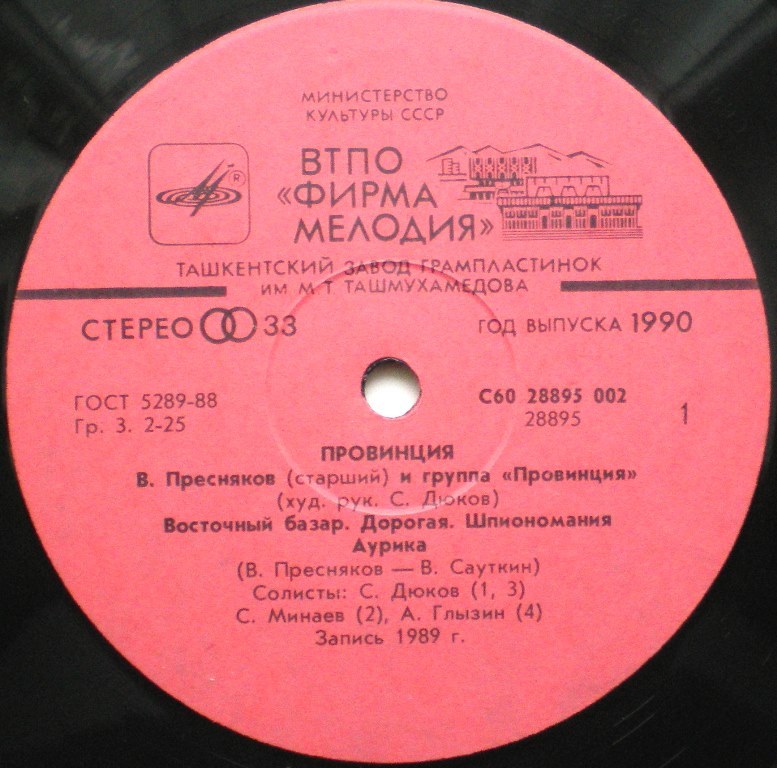 МИНИСТЕРСТВО
КУЛЬТУРЫ СССР
ВТПО
«ФИРМА
МЕЛОДИЯ»
®
ТАШКЕНТСКИЙ ЗАВОД ГРАМПЛАСТИНОК
ИМ М Т ТАШМУХАМЕДОВА
СТЕРЕО 33
ГОД ВЫПУСКА 1990
ГОСТ 5289-88
Гр. 3. 2-25
С60 28895 002
28895
1
ПРОВИНЦИЯ
В. Пресняков (старший) и группа «Провинция»
(худ. рук. С. Дюков)
Восточный базар. Дорогая. Шпиономания
Аурика
(В. Пресняков — В. Сауткин)
Солисты: С. Дюков (1, 3)
С. Минаев (2), А. Глызин (4)
Запись 1989 г.